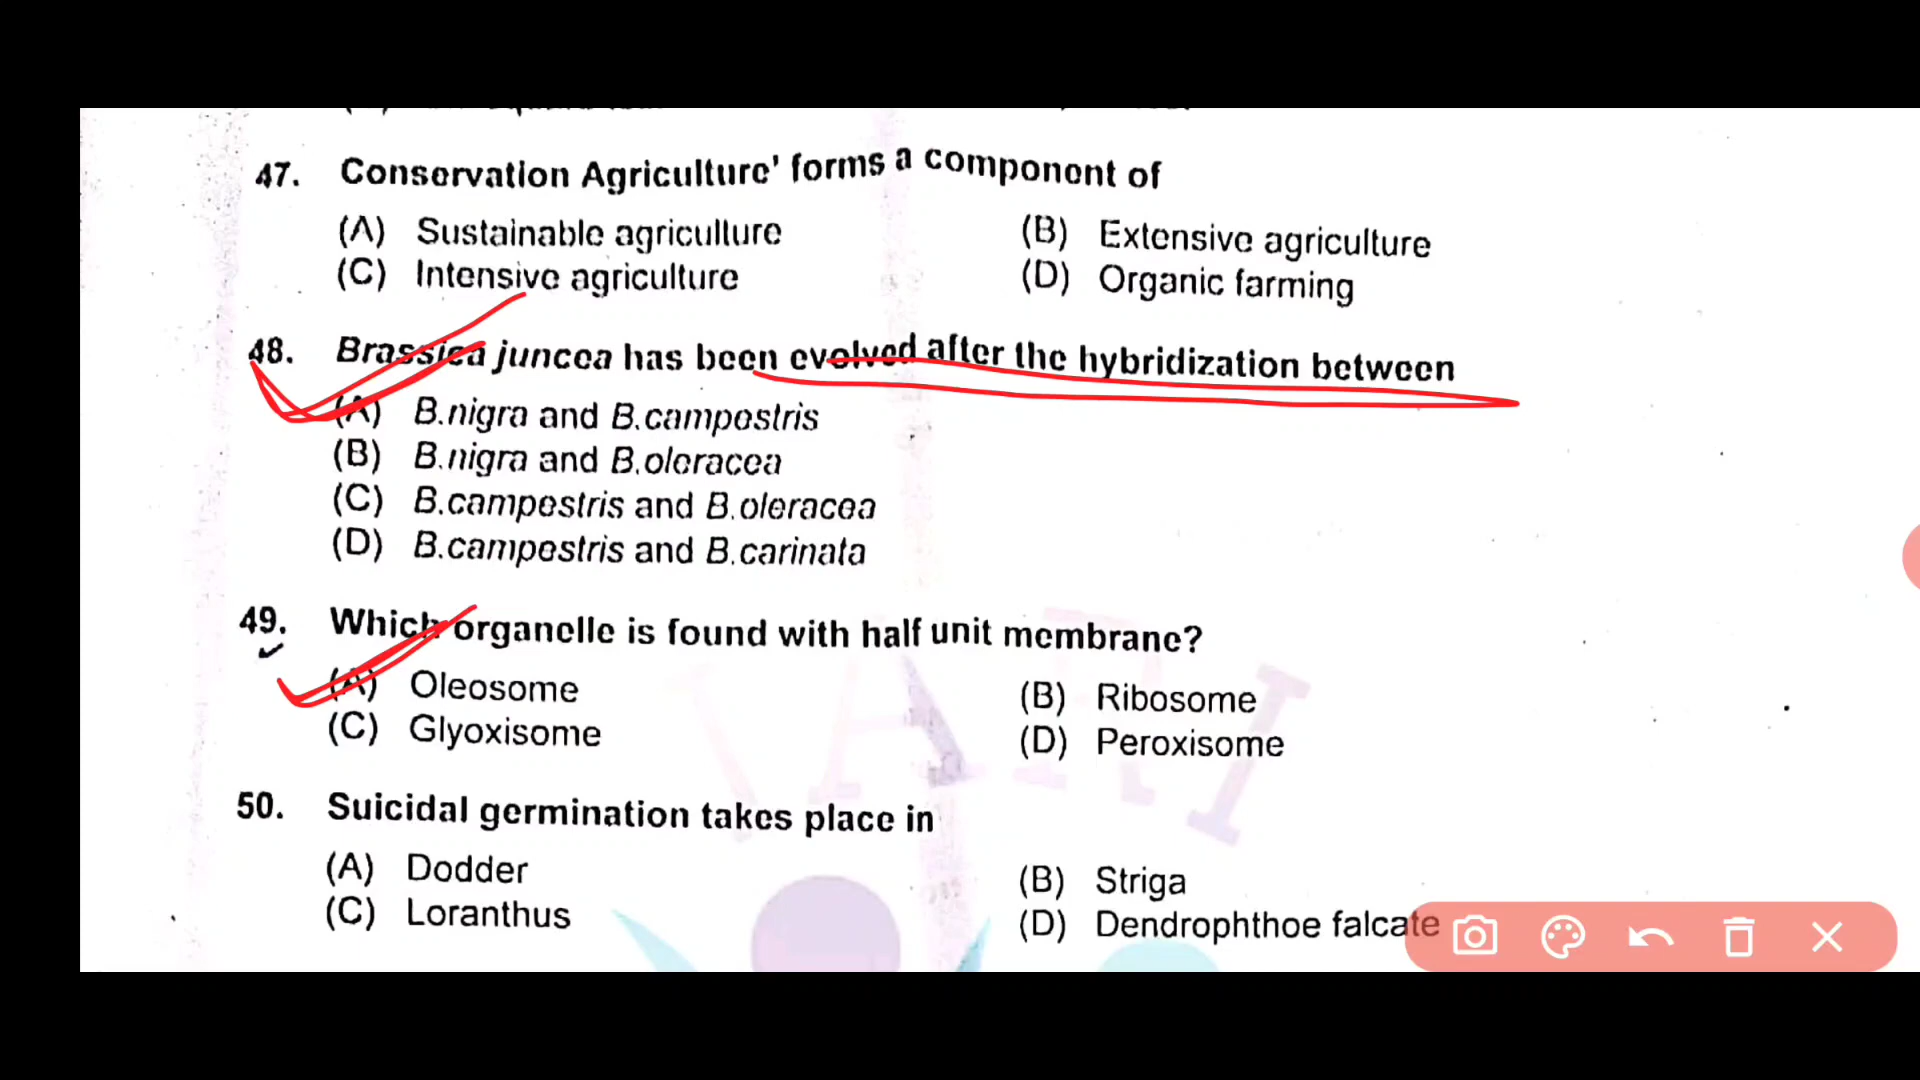 47. Conservation Agriculture' forms a component of
(A) Sustainable agriculture (B) Extensive agriculture
(C) Intensive agriculture (D) Organic farming
48. Brassica juncea has been evolved after the hybridization between
(A) B.nigra and B.campestris
(B) B.nigra and B.oleracea
(C) B.campestris and B.oleracea
(D) B.campestris and B.carinata
49. Which organelle is found with half unit membrane?
(A) Oleosome (B) Ribosome
(C) Glyoxisome (D) Peroxisome
50. Suicidal germination takes place in
(A) Dodder (B) Striga
(C) Loranthus (D) Dendrophthoe falcate